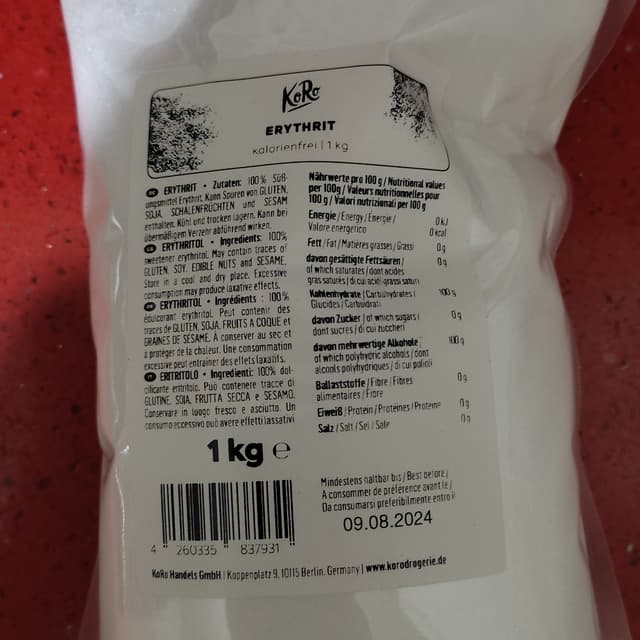 KoRo
ERYTHRIT
kalorienfrei | 1 kg
DE ERYTHRIT • Zutaten: 100% Süß-
ungsmittel Erythrit. Kann Spuren von GLUTEN,
SOJA, SCHALENFRÜCHTEN und SESAM
enthalten. Kühl und trocken lagern. Kann bei
übermäßigem Verzehr abführend wirken.
ERYTHRITOL • Ingredients: 100%
sweetener erythritol. May contain traces of
GLUTEN, SOY, EDIBLE NUTS and SESAME.
Store in a cool and dry place. Excessive
consumption may produce laxative effects.
ERYTHRITOL • Ingrédients : 100%
édulcorant érythritol. Peut contenir des
traces de GLUTEN, SOJA, FRUITS A COQUE et
GRAINES DE SESAME. À conserver au sec et
à protéger de la chaleur. Une consommation
excessive peut entraîner des effets laxatifs.
ERITRITOLO • Ingredienti: 100% dol-
cificante eritritolo. Può contenere tracce di
GLUTINE, SOIA, FRUTTA SECCA e SESAMO.
Conservare in luogo fresco e asciutto. Un
consumo eccessivo può avere effetti lassativi
1 kg e
4 260335 837931
Nährwerte pro 100 g / Nutritional values
per 100g / Valeurs nutritionnelles pour
100 g / Valori nutrizionali per 100 g
Energie / Energy / Énergie / 0 kJ
Valore energetico 0 kcal
Fett / Fat / Matières grasses / Grassi 0 g
davon gesättigte Fettsäuren / 0 g
of which saturates / dont acides
gras saturés / di cui acidi grassi saturi
Kohlenhydrate / Carbohydrates / 100 g
Glucides / Carboidrati
davon Zucker / of which sugars / 0 g
dont sucres / di cui zuccheri
davon mehrwertige Alkohole / 100 g
of which polyhydric alcohols / dont
alcools polyhydriques / di cui polioli
Ballaststoffe / Fibre / Fibres 0 g
alimentaires / Fibre
Eiweiß / Protein / Protéines / Proteine 0 g
Salz / Salt / Sel / Sale 0 g
Mindestens haltbar bis / Best before /
A consommer de préférence avant le /
Da consumarsi preferibilmente entro il
09.08.2024
KoRo Handels GmbH | Koppenplatz 9, 10115 Berlin, Germany | www.korodrogerie.de